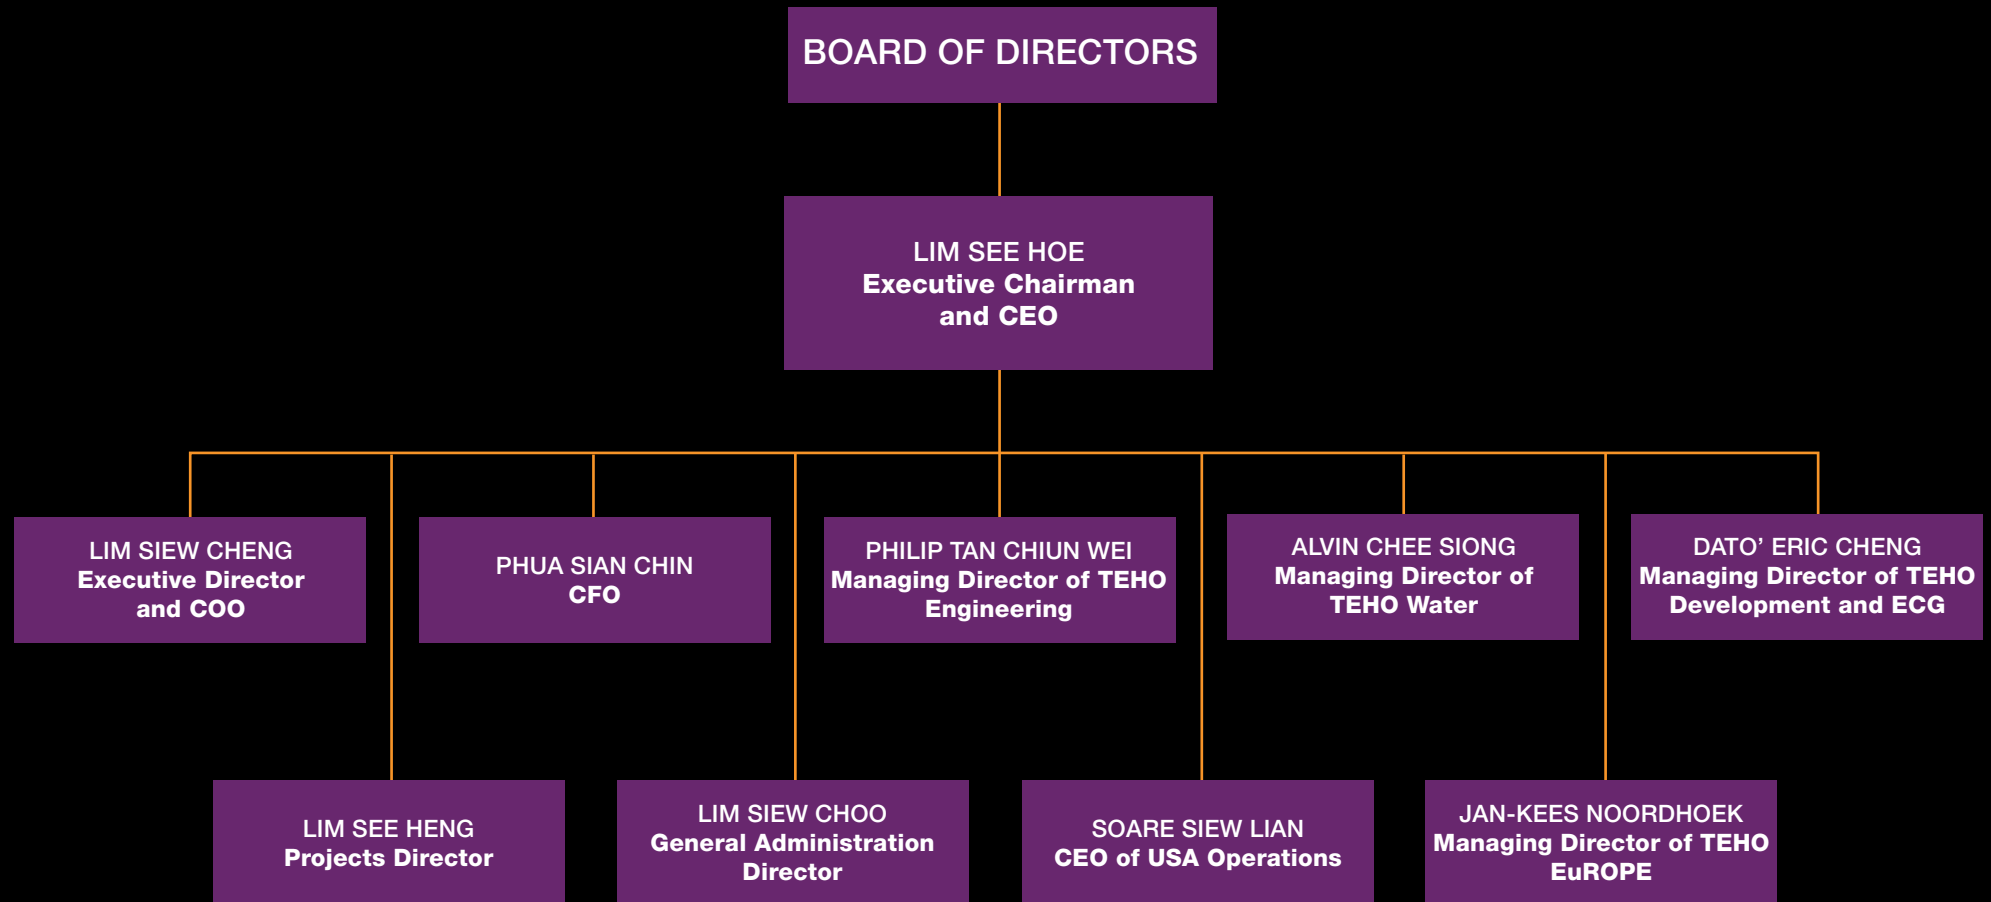 BOARD OF DIRECTORS
LIM SEE HOE
Executive Chairman
and CEO
LIM SIEW CHENG
Executive Director
and COO
PHUA SIAN CHIN
CFO
PHILIP TAN CHIUN WEI
Managing Director of TEHO
Engineering
ALVIN CHEE SIONG
Managing Director of
TEHO Water
DATO’ ERIC CHENG
Managing Director of TEHO
Development and ECG
LIM SEE HENG
Projects Director
LIM SIEW CHOO
General Administration
Director
SOARE SIEW LIAN
CEO of USA Operations
JAN-KEES NOORDHOEK
Managing Director of TEHO
EuROPE